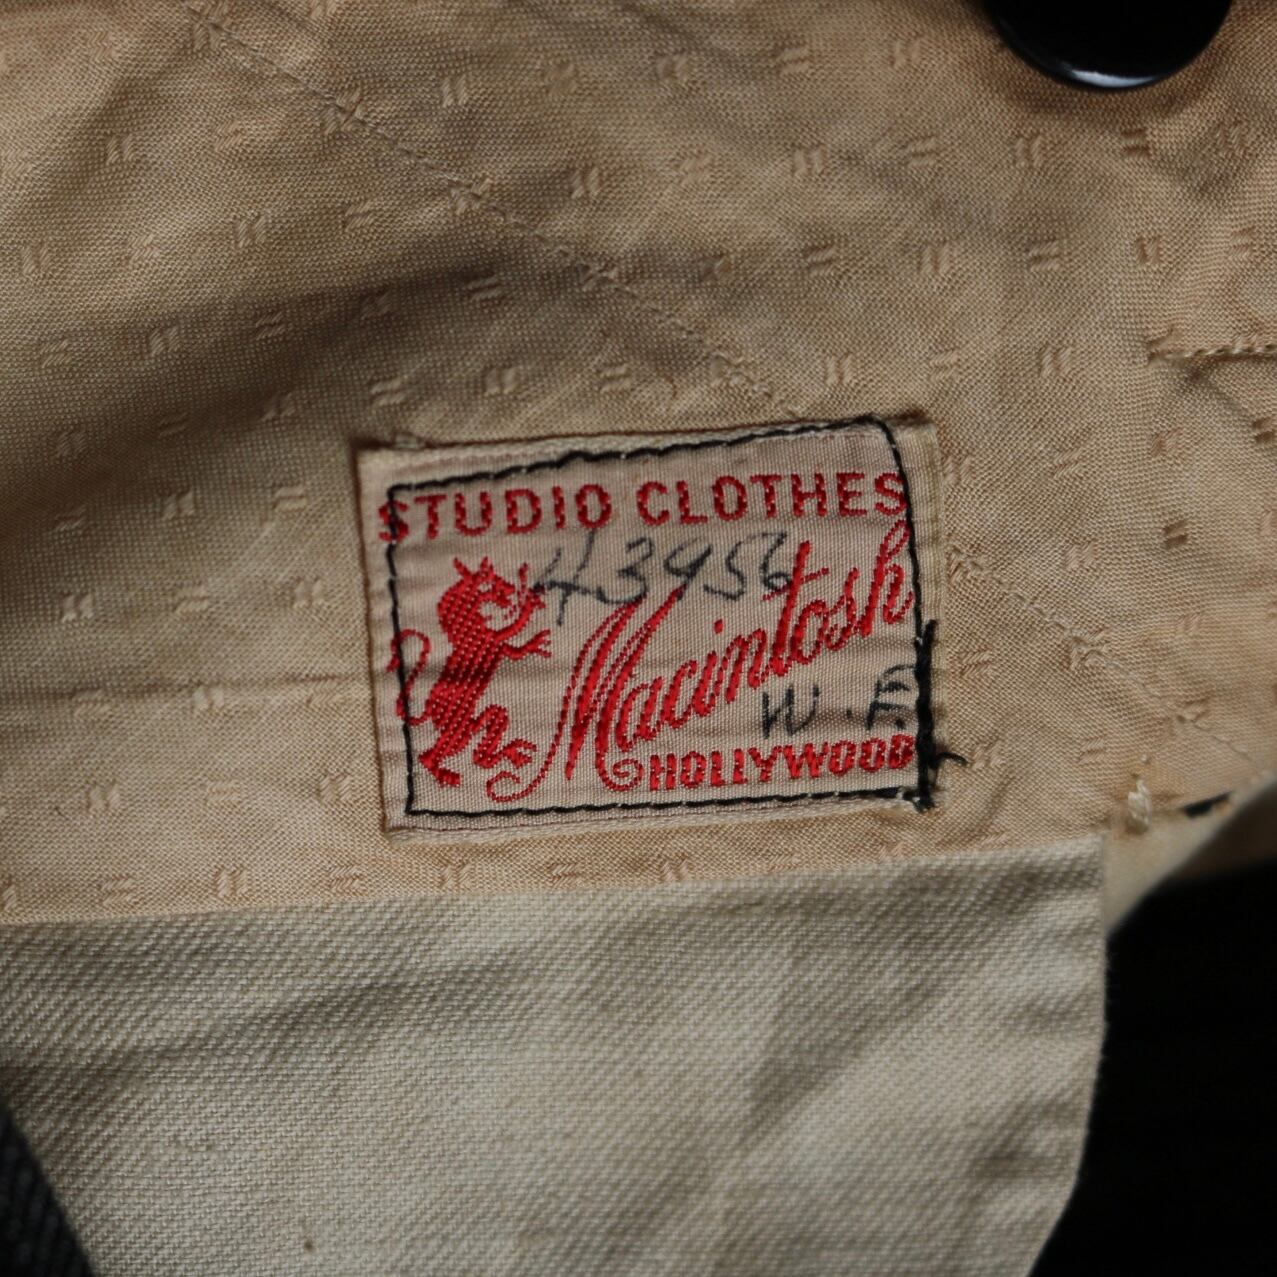 STUDIO CLOTHES
43956
Macintosh
W.F.
HOLLYWOOD